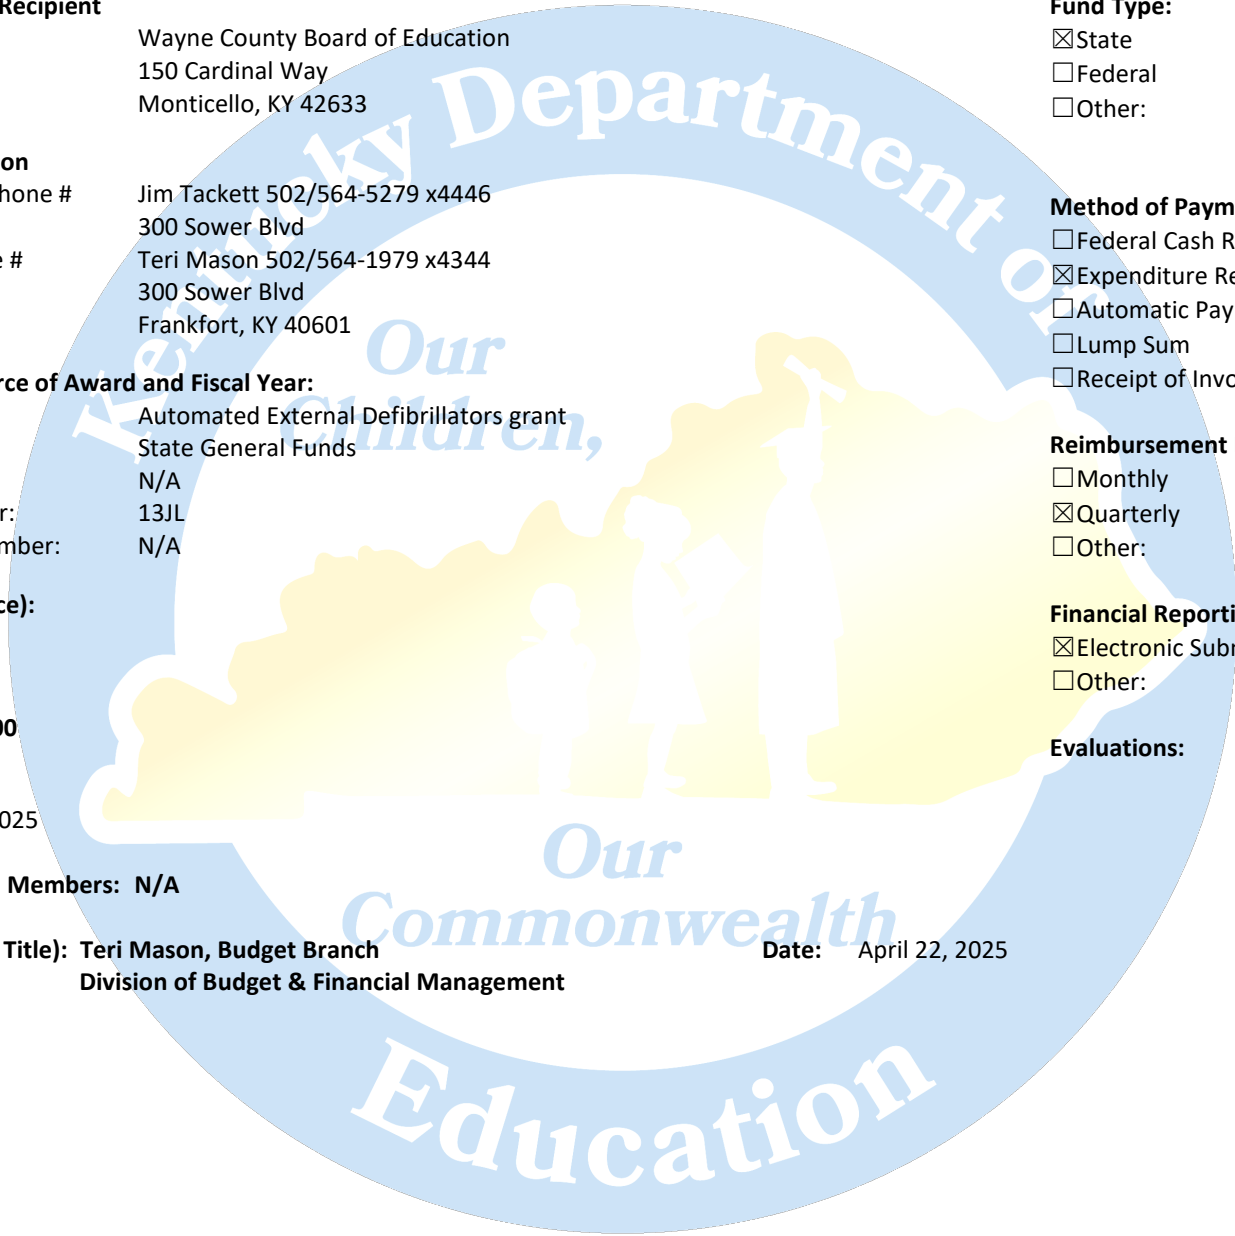 Recipient
Wayne County Board of Education
150 Cardinal Way
Monticello, KY 42633
on
hone # Jim Tackett 502/564-5279 x4446
300 Sower Blvd
e # Teri Mason 502/564-1979 x4344
300 Sower Blvd
Frankfort, KY 40601
rce of Award and Fiscal Year:
Automated External Defibrillators grant
State General Funds
N/A
r: 13JL
mber: N/A
ce):
00
025
Members: N/A
Title): Teri Mason, Budget Branch Date: April 22, 2025
Division of Budget & Financial Management
Fund Type:
☒State
☐Federal
☐Other:
Method of Paym
☐Federal Cash R
☒Expenditure Re
☐Automatic Pay
☐Lump Sum
☐Receipt of Invo
Reimbursement
☐Monthly
☒Quarterly
☐Other:
Financial Reporti
☒Electronic Subr
☐Other:
Evaluations:
Kentucky Department of
Education
Our
Children,
Our
Commonwealth